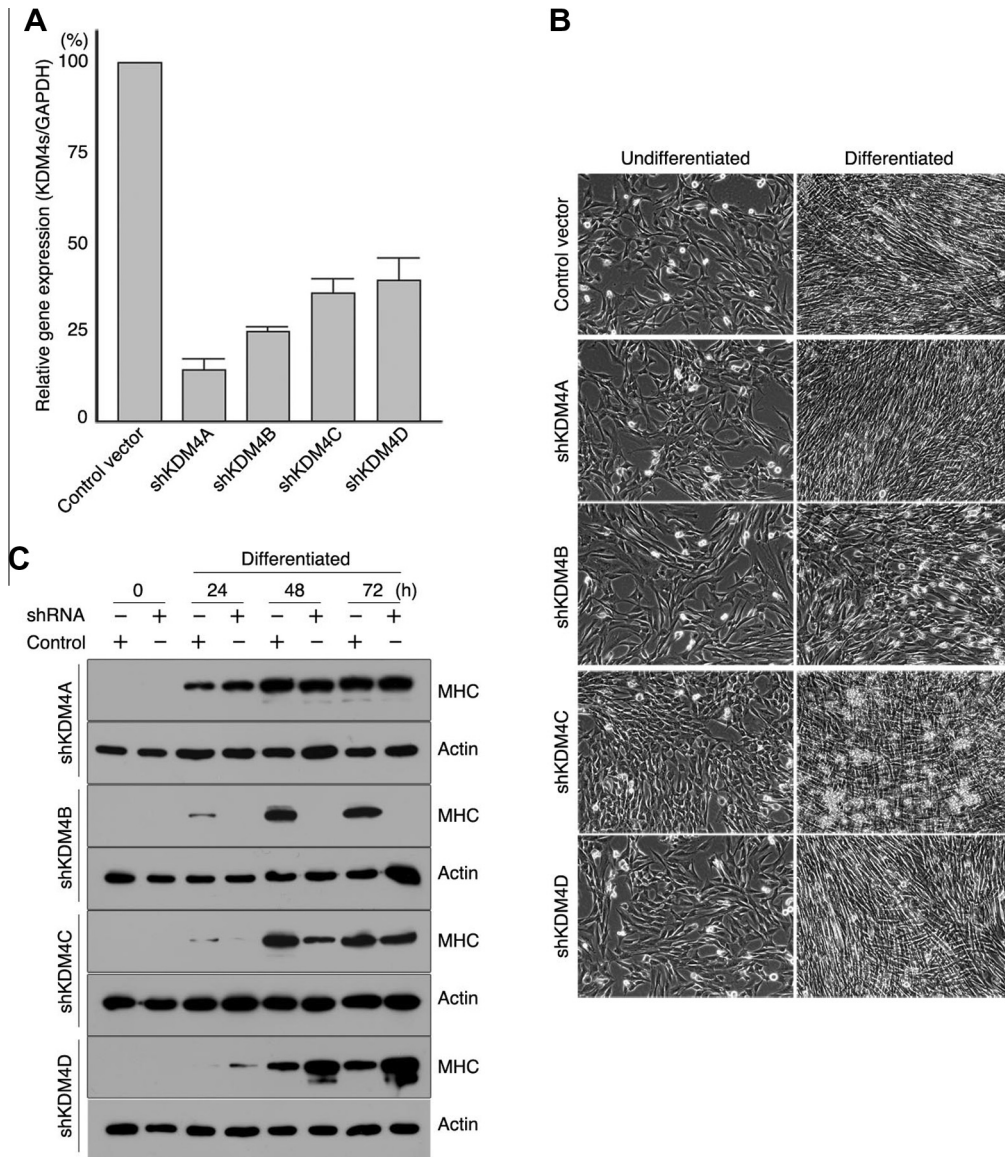 A
(%)
Relative gene expression (KDM4s/GAPDH)
100
75
50
25
0
Control vector
shKDM4A
shKDM4B
shKDM4C
shKDM4D
B
Undifferentiated Differentiated
Control vector
shKDM4A
shKDM4B
shKDM4C
shKDM4D
C
Differentiated
0 24 48 72 (h)
shRNA − + − + − + − +
Control + − + − + − + −
shKDM4A
MHC
Actin
shKDM4B
MHC
Actin
shKDM4C
MHC
Actin
shKDM4D
MHC
Actin